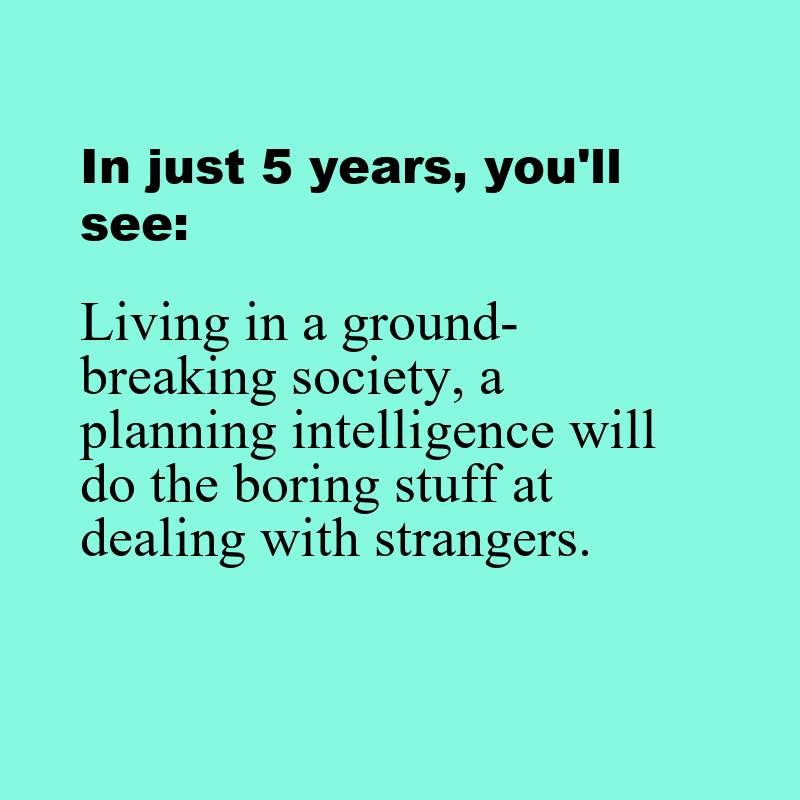 In just 5 years, you'll
see:
Living in a ground-
breaking society, a
planning intelligence will
do the boring stuff at
dealing with strangers.